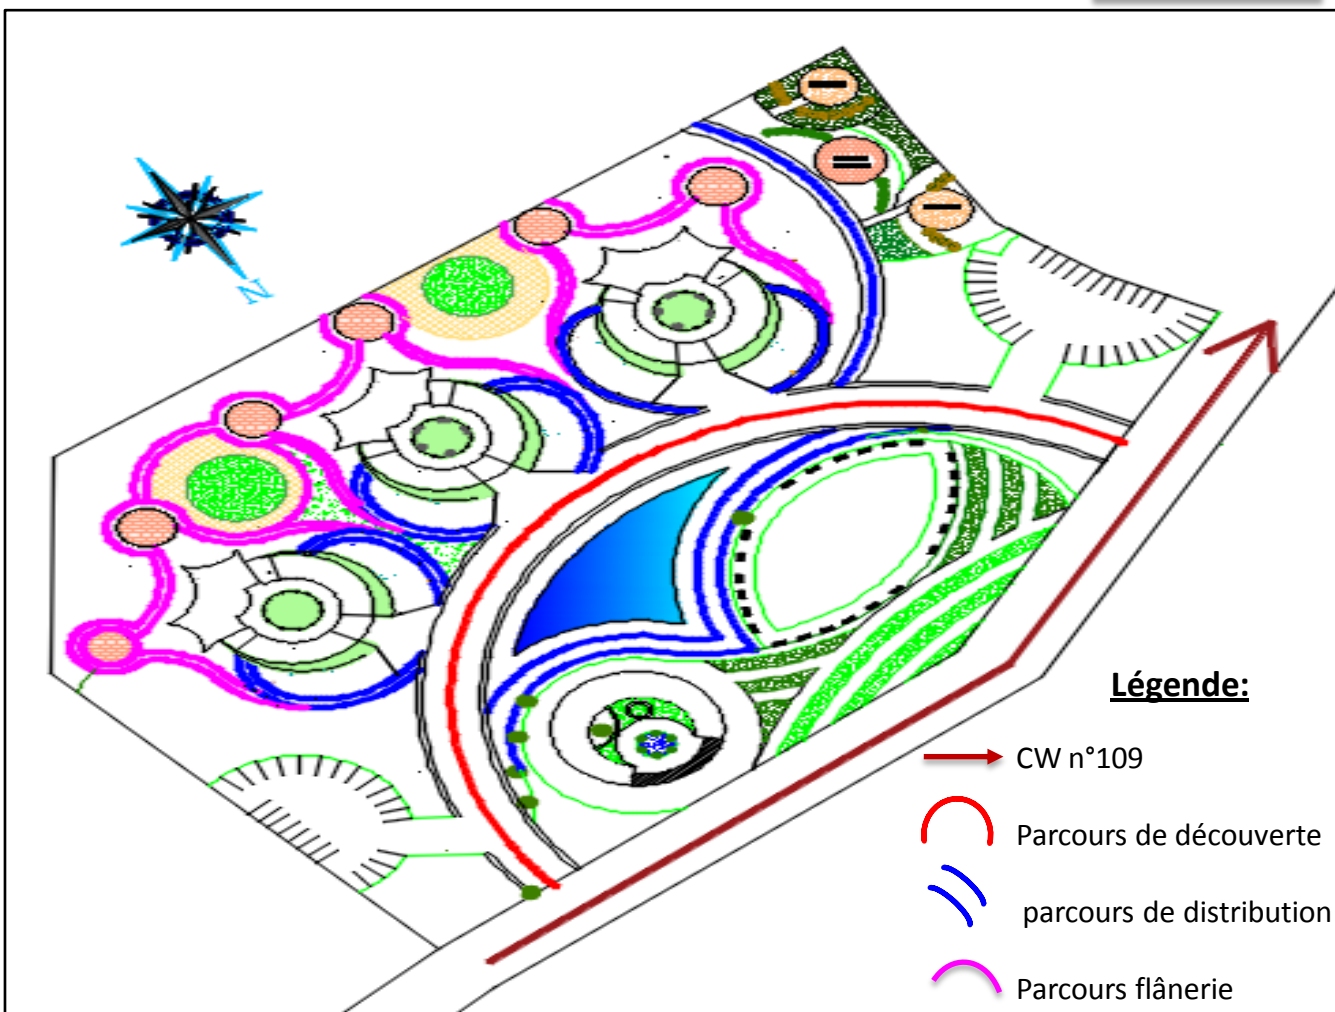 N
Légende:
CW n°109
Parcours de découverte
parcours de distribution
Parcours flânerie